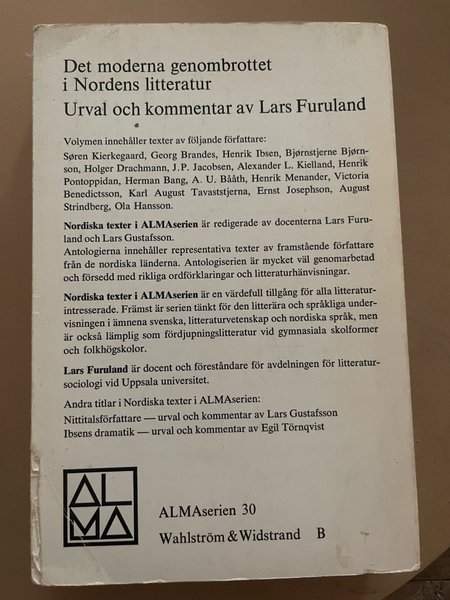 Det moderna genombrottet
i Nordens litteratur
Urval och kommentar av Lars Furuland
Volymen innehåller texter av följande författare:
Søren Kierkegaard, Georg Brandes, Henrik Ibsen, Bjørnstjerne Bjørn-
son, Holger Drachmann, J.P. Jacobsen, Alexander L. Kielland, Henrik
Pontoppidan, Herman Bang, A. U. Bååth, Henrik Menander, Victoria
Benedictsson, Karl August Tavaststjerna, Ernst Josephson, August
Strindberg, Ola Hansson.
Nordiska texter i ALMAserien är redigerade av docenterna Lars Furu-
land och Lars Gustafsson.
Antologierna innehåller representativa texter av framstående författare
från de nordiska länderna. Antologiserien är mycket väl genomarbetad
och försedd med rikliga ordförklaringar och litteraturhänvisningar.
Nordiska texter i ALMAserien är en värdefull tillgång för alla litteratur-
intresserade. Främst är serien tänkt för den litterära och språkliga under-
visningen i ämnena svenska, litteraturvetenskap och nordiska språk, men
är också lämplig som fördjupningslitteratur vid gymnasiala skolformer
och folkhögskolor.
Lars Furuland är docent och föreståndare för avdelningen för litteratur-
sociologi vid Uppsala universitet.
Andra titlar i Nordiska texter i ALMAserien:
Nittitalsförfattare — urval och kommentar av Lars Gustafsson
Ibsens dramatik — urval och kommentar av Egil Törnqvist
AL
MA
ALMAserien 30
Wahlström & Widstrand B